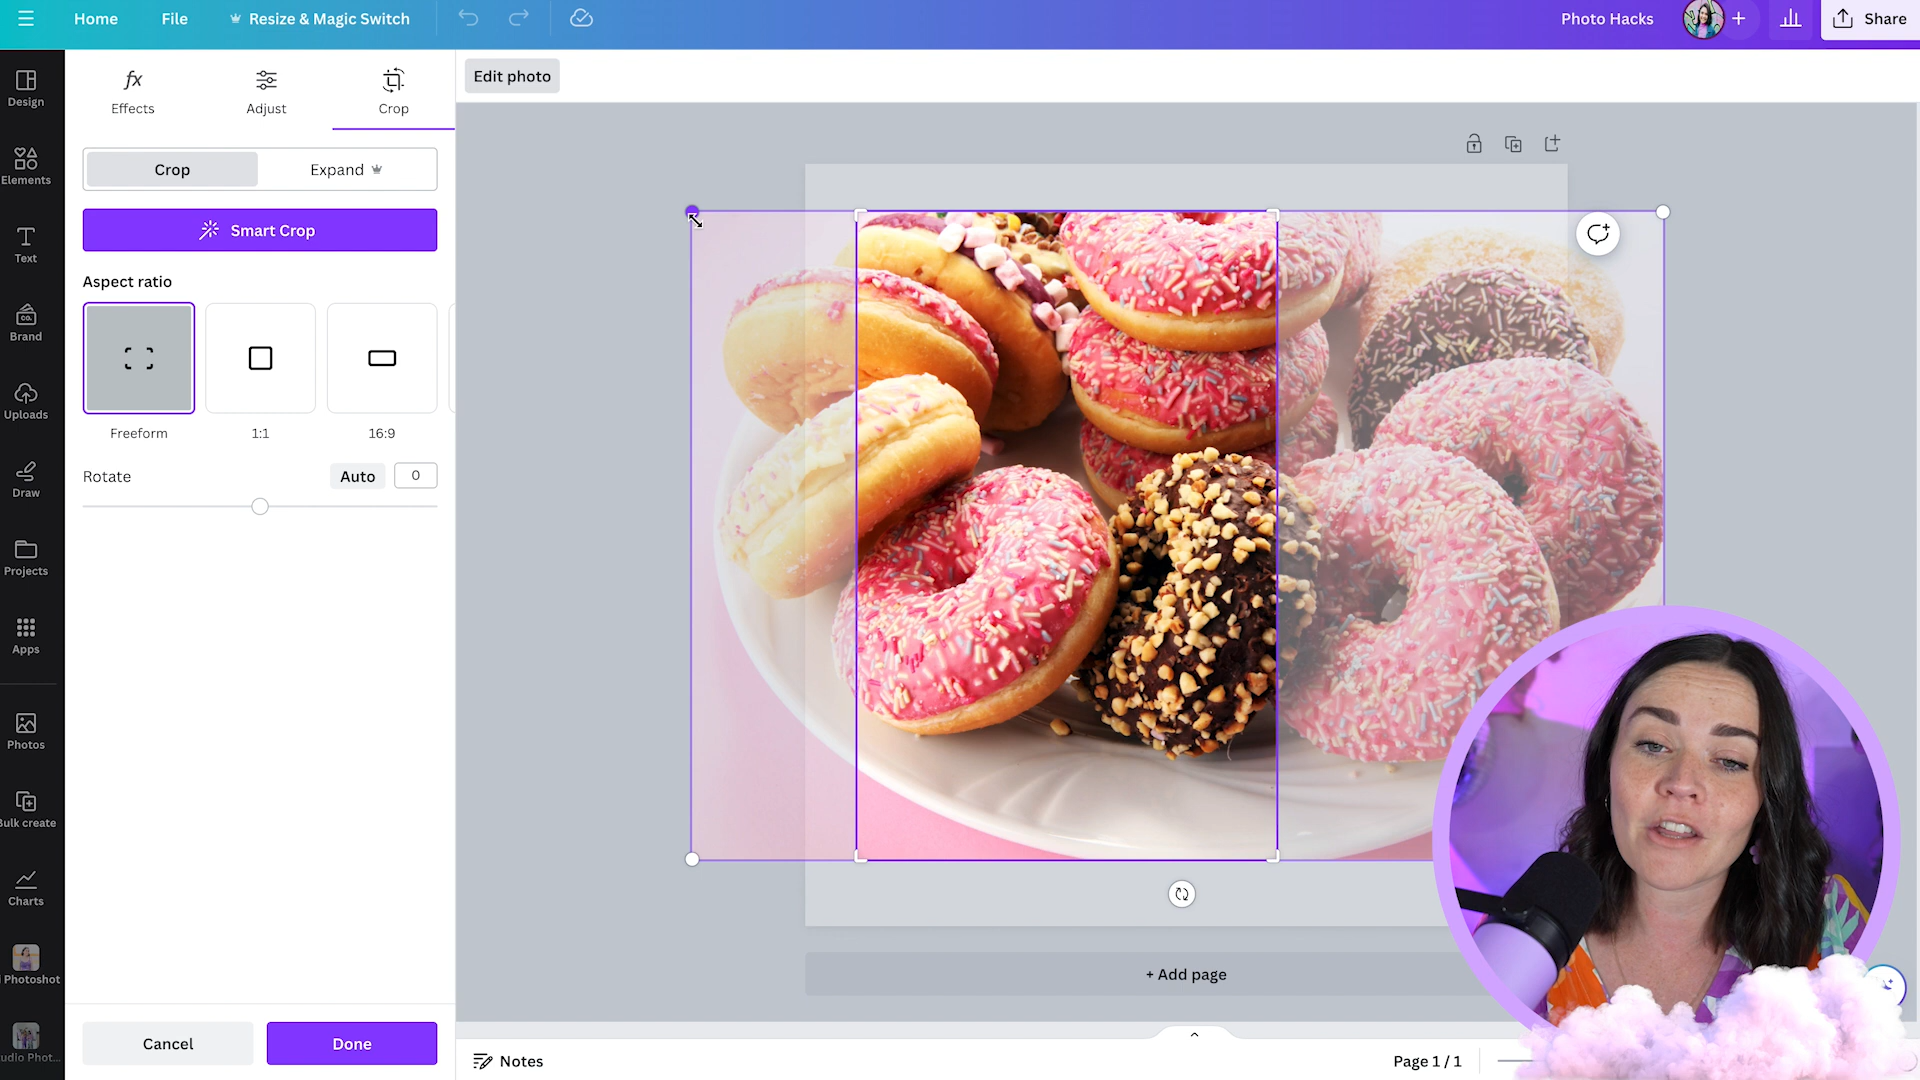 Home
File
Resize & Magic Switch
Photo Hacks
Share
Design
Elements
Text
Brand
CO.
Uploads
Draw
Projects
Apps
Photos
Bulk create
Charts
Photoshot
udio Phot...
fx
Effects
Adjust
Crop
Crop
Expand
Smart Crop
Aspect ratio
Freeform
1:1
16:9
Rotate
Auto
0
Cancel
Done
Edit photo
+ Add page
Notes
Page 1 / 1